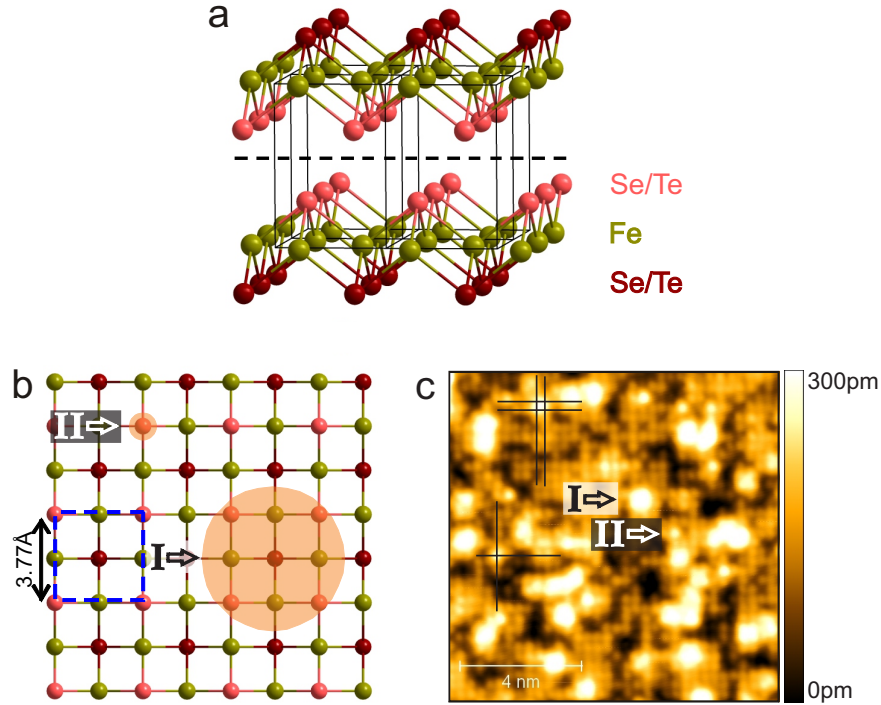 a
Se/Te
Fe
Se/Te
b
II⇨
I⇨
3.77Å
c
300pm
I⇨
II⇨
4 nm
0pm